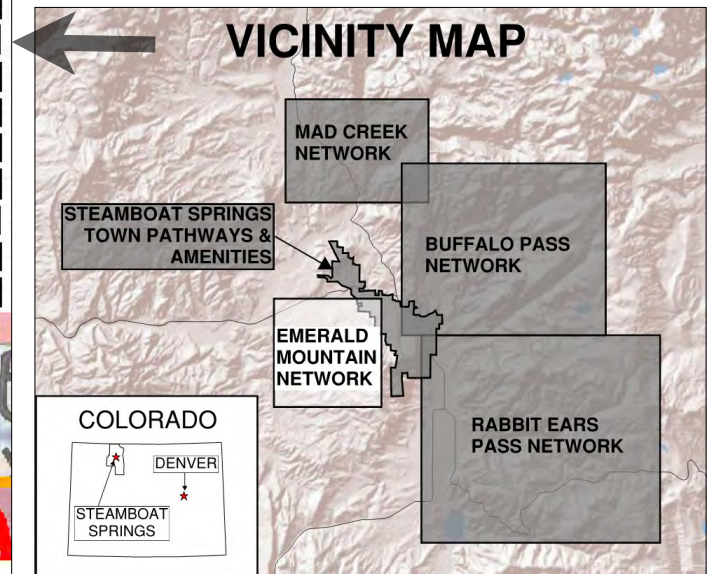 VICINITY MAP
MAD CREEK
NETWORK
STEAMBOAT SPRINGS
TOWN PATHWAYS &
AMENITIES
BUFFALO PASS
NETWORK
EMERALD
MOUNTAIN
NETWORK
RABBIT EARS
PASS NETWORK
COLORADO
DENVER
STEAMBOAT
SPRINGS